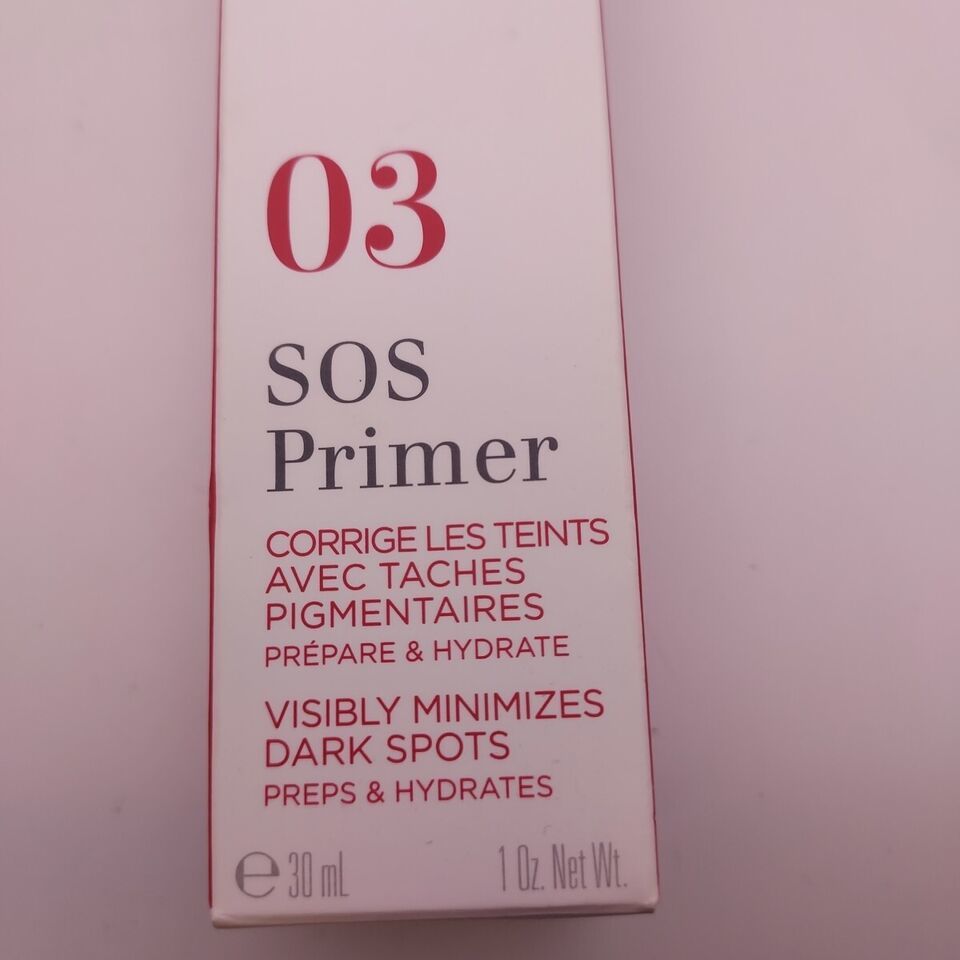 03
SOS
Primer
CORRIGE LES TEINTS
AVEC TACHES
PIGMENTAIRES
PRÉPARE & HYDRATE
VISIBLY MINIMIZES
DARK SPOTS
PREPS & HYDRATES
℮ 30 mL 1 Oz. Net Wt.